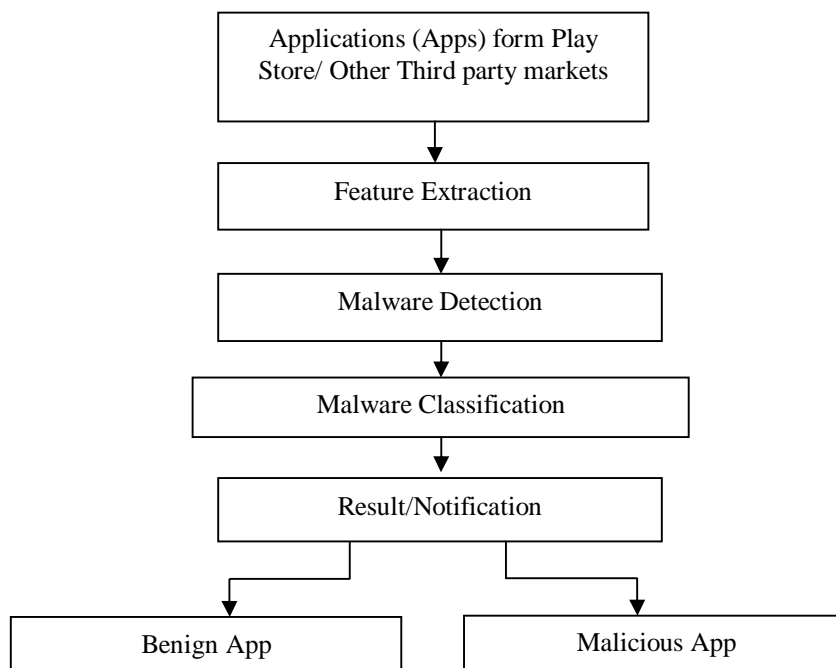 Applications (Apps) form Play
Store/ Other Third party markets
Feature Extraction
Malware Detection
Malware Classification
Result/Notification
Benign App
Malicious App